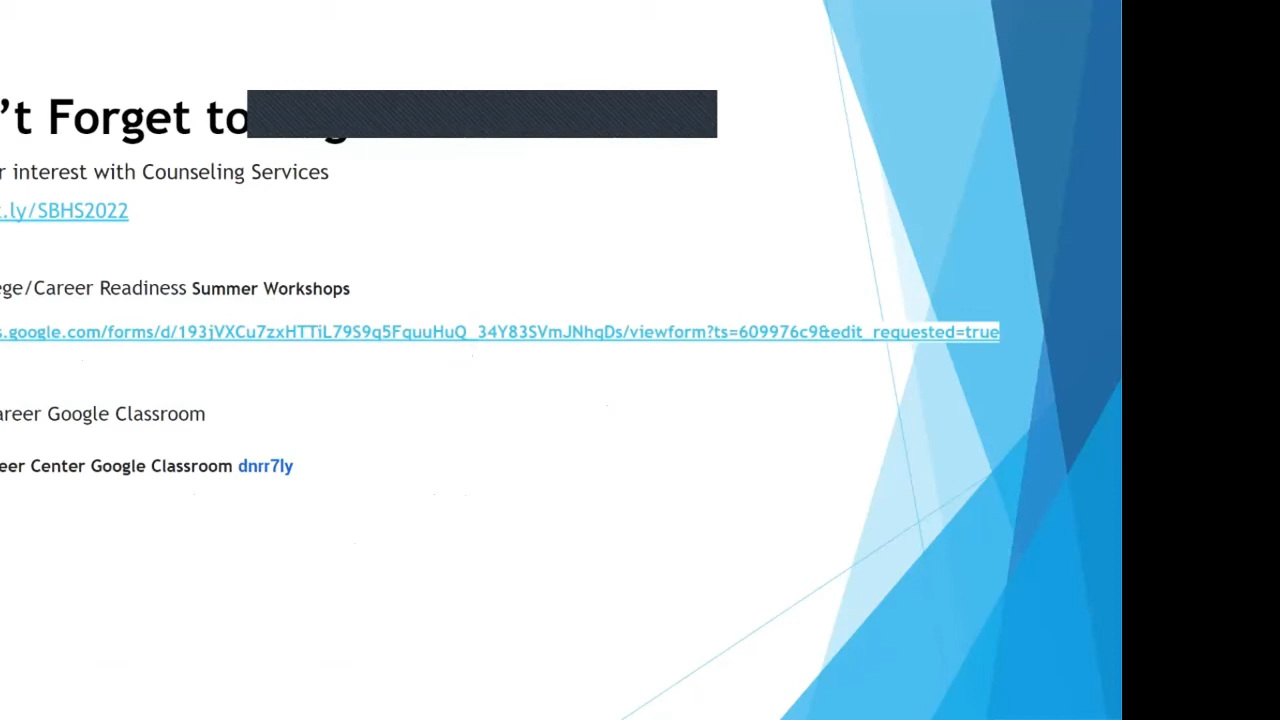 't Forget to
r interest with Counseling Services
.ly/SBHS2022
ege/Career Readiness Summer Workshops
s.google.com/forms/d/193jVXCu7zxHTTiL79S9q5FquuHuQ_34Y83SVmJNhqDs/viewform?ts=609976c9&edit_requested=true
areer Google Classroom
eer Center Google Classroom dnrr7ly